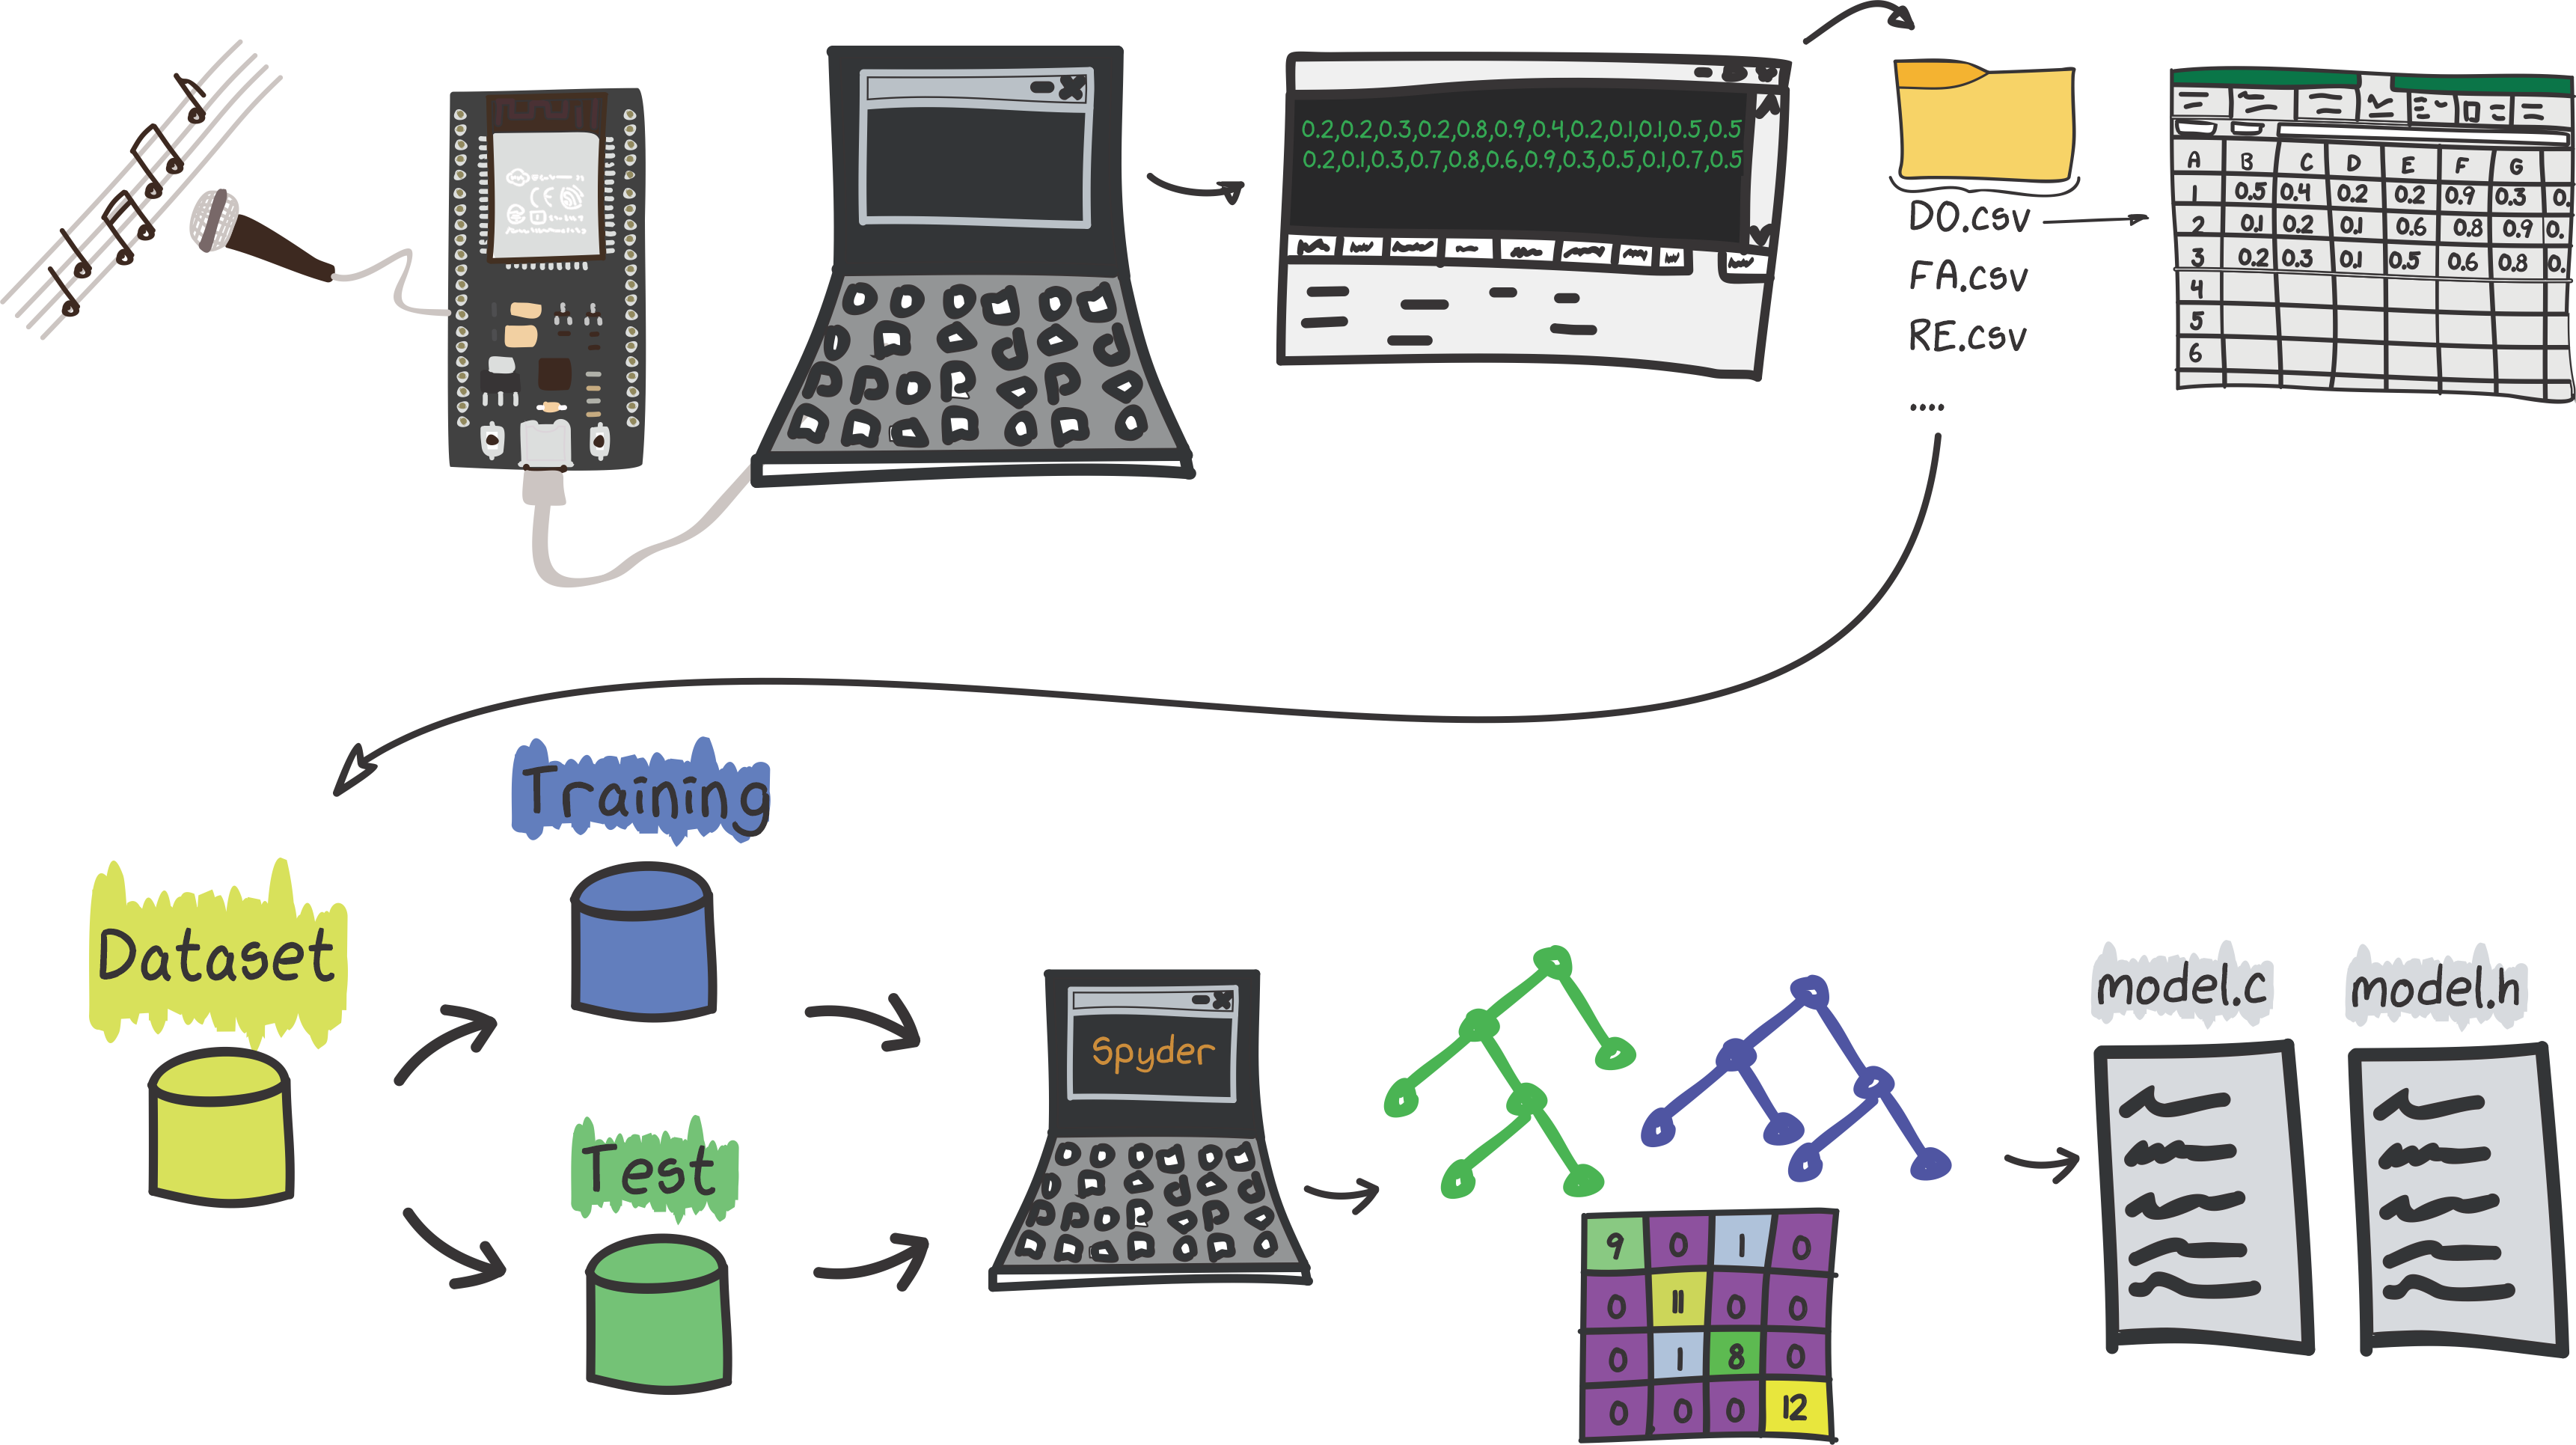 0.2,0.2,0.3,0.2,0.8,0.9,0.4,0.2,0.1,0.1,0.5,0.5
0.2,0.1,0.3,0.7,0.8,0.6,0.9,0.3,0.5,0.1,0.7,0.5
DO.csv
FA.csv
RE.csv
....
A B C D E F G
1 0.5 0.4 0.2 0.2 0.9 0.3 0.
2 0.1 0.2 0.1 0.6 0.8 0.9 0.
3 0.2 0.3 0.1 0.5 0.6 0.8 0.
4
5
6
Training
Dataset
Test
Spyder
model.c
model.h
9 0 1 0
0 11 0 0
0 1 8 0
0 0 0 12
CE